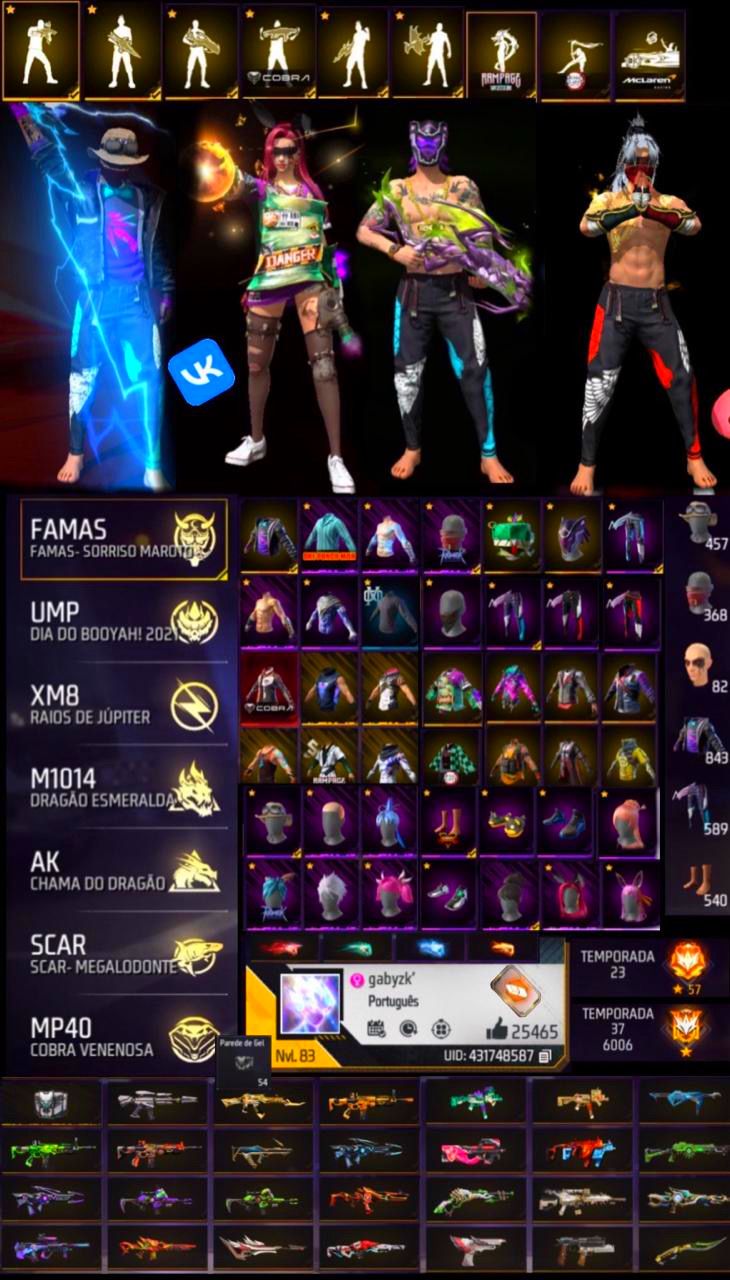 COBRA
RAMPAGE
McLaren
DANGER
VK
FAMAS
FAMAS- SORRISO MAROTO
457
UMP
DIA DO BOOYAH! 2021
368
XM8
RAIOS DE JÚPITER
82
COBRA
M1014
DRAGÃO ESMERALDA
843
RAMPAGE
AK
CHAMA DO DRAGÃO
589
SCAR
SCAR- MEGALODONTE
540
MP40
COBRA VENENOSA
gabyzk'
Português
25465
Nvl. 83
UID: 431748587
TEMPORADA
23
57
TEMPORADA
37
6006
Parede de Gel
54